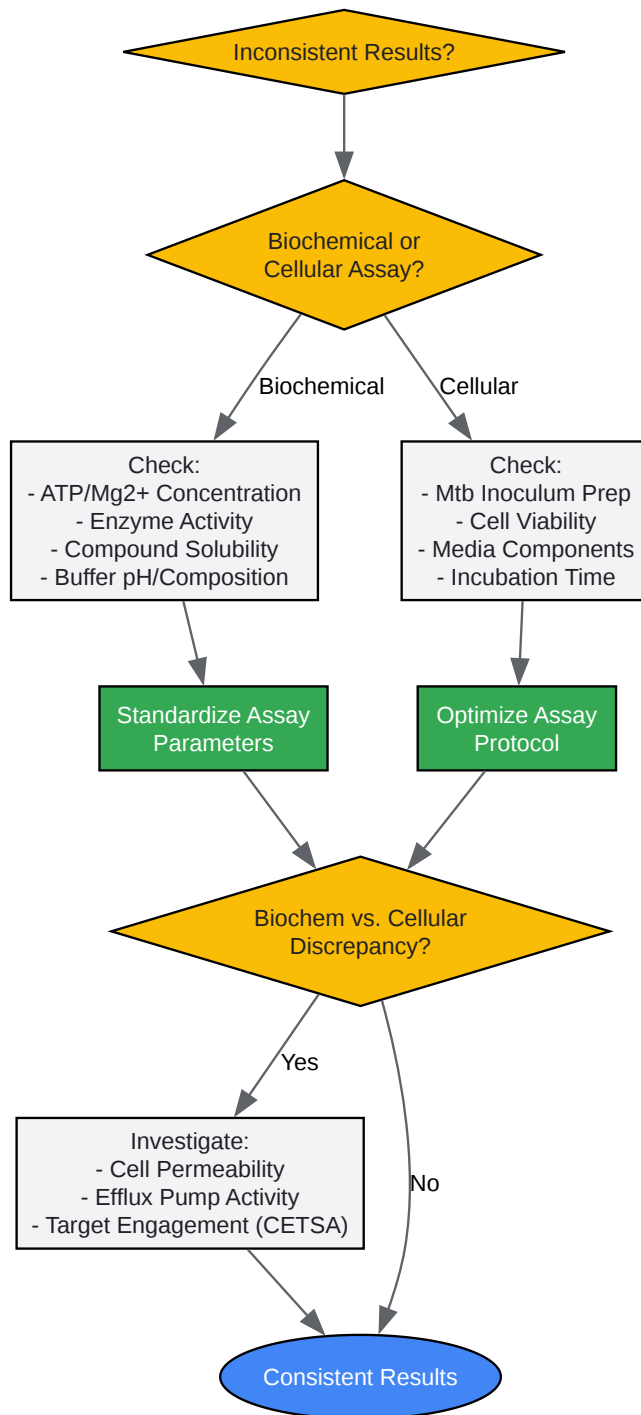 Inconsistent Results?
Biochemical or
Cellular Assay?
Biochemical
Cellular
Check:
- ATP/Mg2+ Concentration
- Enzyme Activity
- Compound Solubility
- Buffer pH/Composition
Check:
- Mtb Inoculum Prep
- Cell Viability
- Media Components
- Incubation Time
Standardize Assay
Parameters
Optimize Assay
Protocol
Biochem vs. Cellular
Discrepancy?
Yes
No
Investigate:
- Cell Permeability
- Efflux Pump Activity
- Target Engagement (CETSA)
Consistent Results